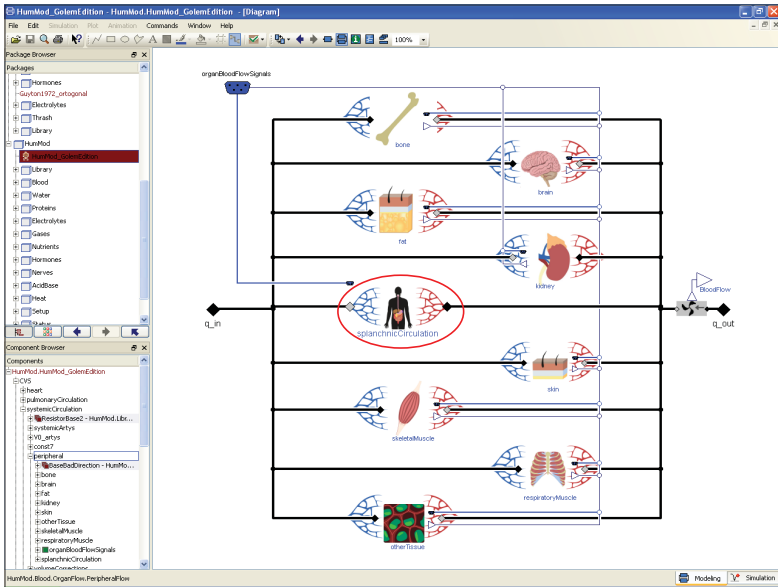 HumMod_GolemEdition - HumMod.HumMod_GolemEdition - [Diagram]
File Edit Simulation Plot Animation Commands Window Help
100%
Package Browser
Packages
Hormones
Guyton1972_ortogonal
Electrolytes
Thrash
Library
HumMod
HumMod_GolemEdition
Library
Blood
Water
Proteins
Electrolytes
Gases
Nutrients
Hormones
Nerves
AcidBase
Heat
Setup
Status
Component Browser
Components
HumMod.HumMod_GolemEdition
CVS
heart
pulmonaryCirculation
systemicCirculation
ResistorBase2 - HumMod.Libr...
systemicArtys
V0_artys
const7
peripheral
BaseBadDirection - HumMo...
bone
brain
fat
kidney
skin
otherTissue
skeletalMuscle
respiratoryMuscle
organBloodFlowSignals
splanchnicCirculation
volumeCorrections
organBloodFlowSignals
bone
brain
fat
kidney
q_in
splanchnicCirculation
BloodFlow
q_out
skin
skeletalMuscle
respiratoryMuscle
otherTissue
HumMod.Blood.OrganFlow.PeripheralFlow
Modeling
Simulation